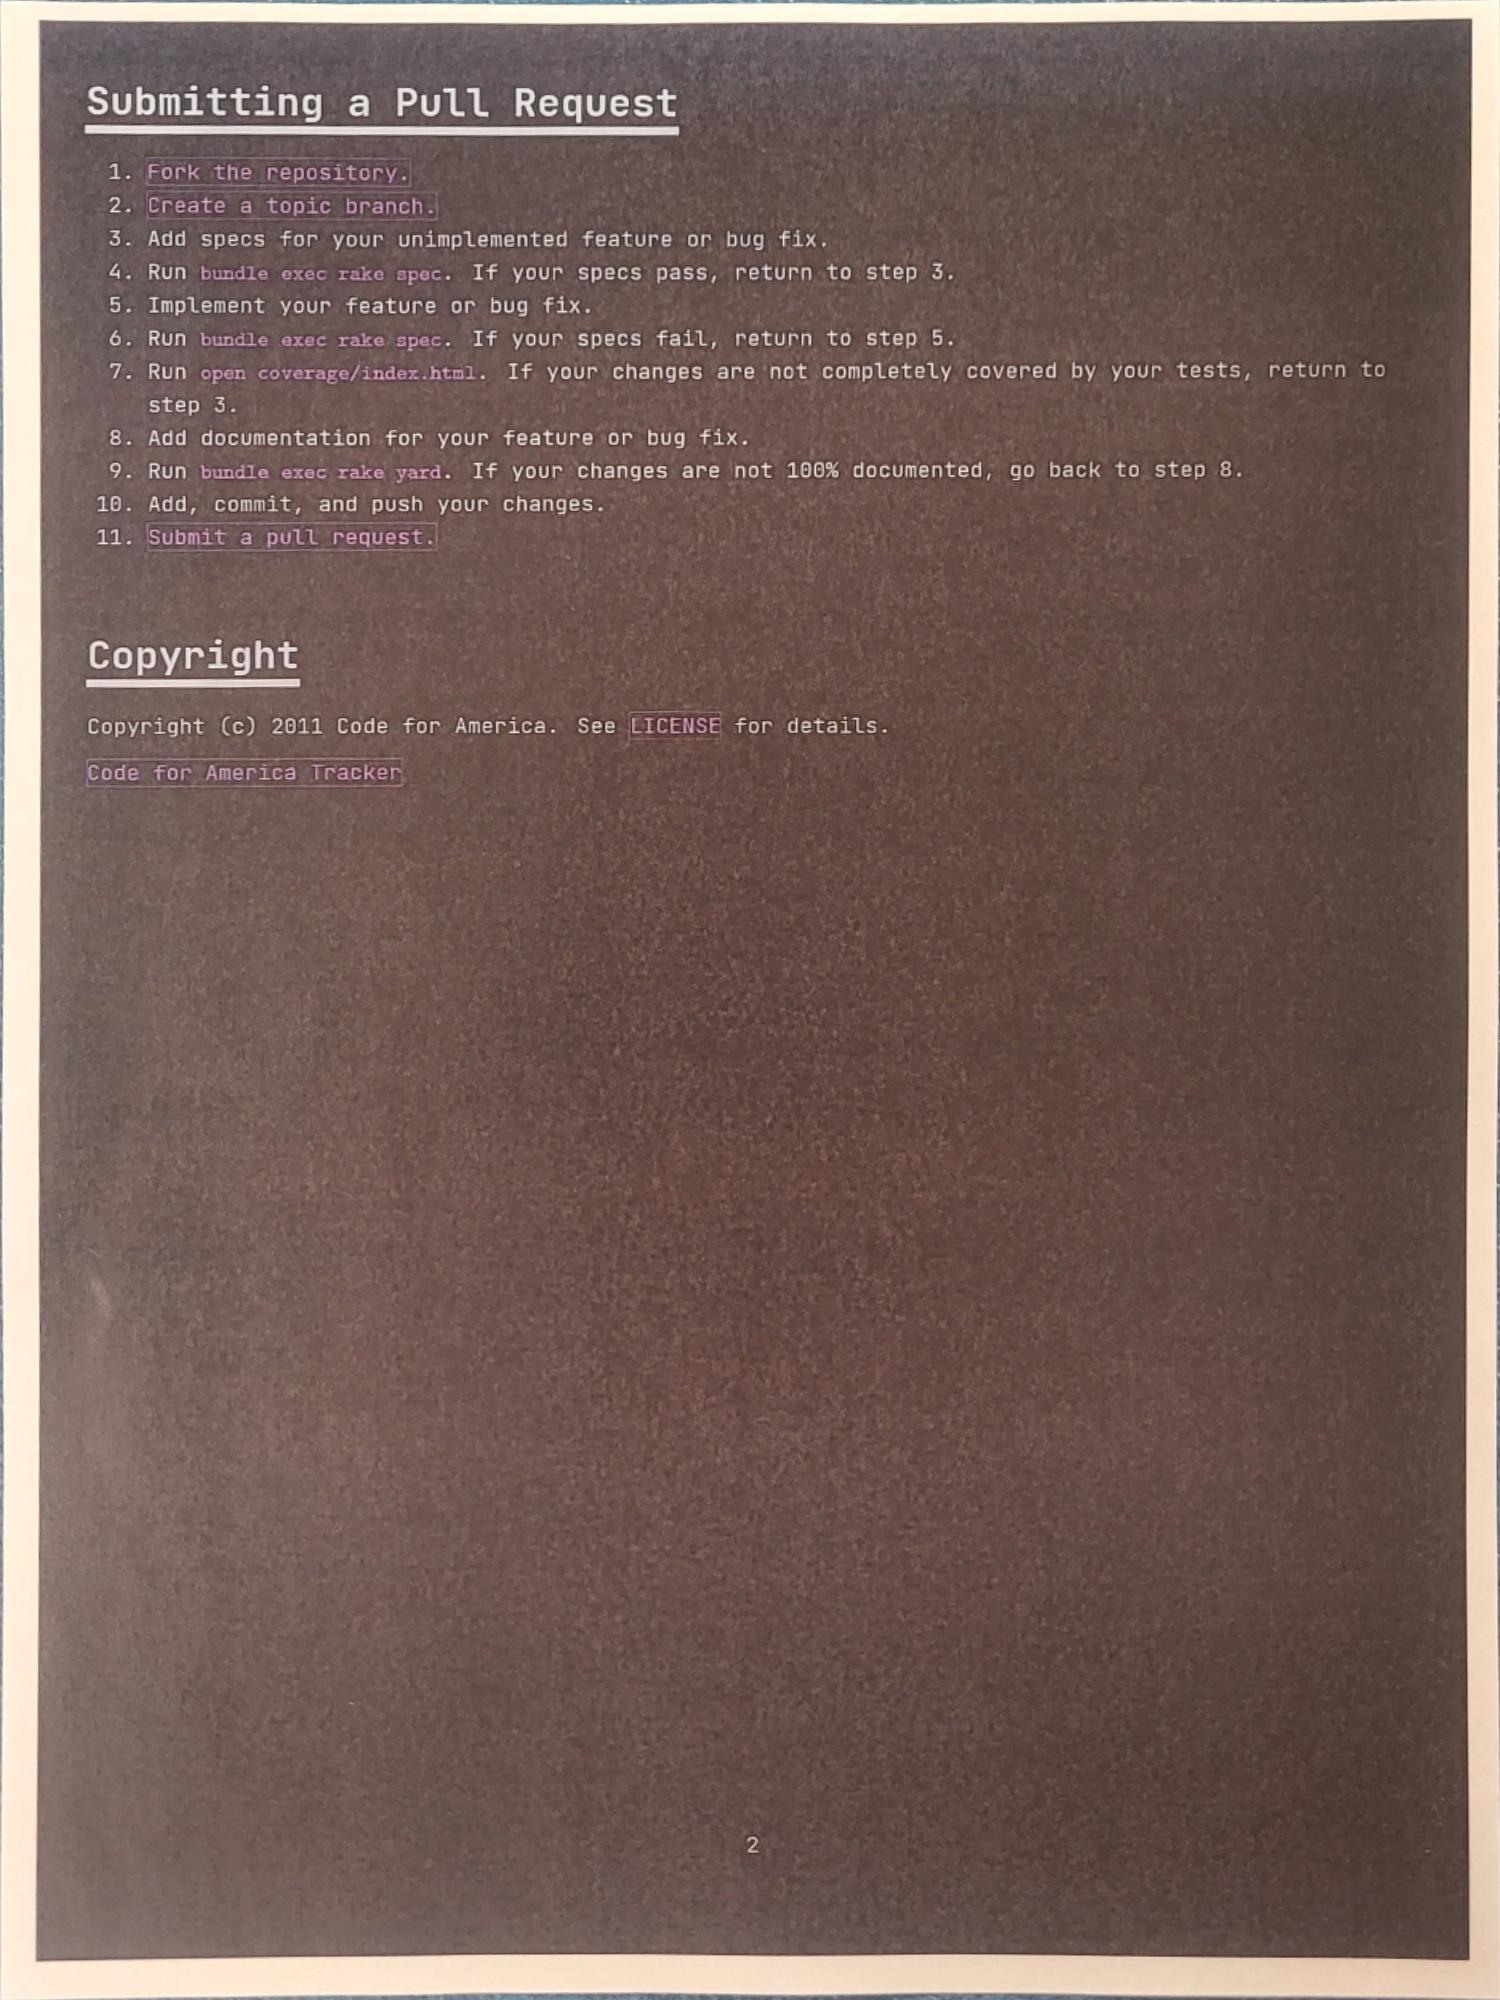 Submitting a Pull Request
1. Fork the repository.
2. Create a topic branch.
3. Add specs for your unimplemented feature or bug fix.
4. Run bundle exec rake spec. If your specs pass, return to step 3.
5. Implement your feature or bug fix.
6. Run bundle exec rake spec. If your specs fail, return to step 5.
7. Run open coverage/index.html. If your changes are not completely covered by your tests, return to
step 3.
8. Add documentation for your feature or bug fix.
9. Run bundle exec rake yard. If your changes are not 100% documented, go back to step 8.
10. Add, commit, and push your changes.
11. Submit a pull request.
Copyright
Copyright (c) 2011 Code for America. See LICENSE for details.
Code for America Tracker
2